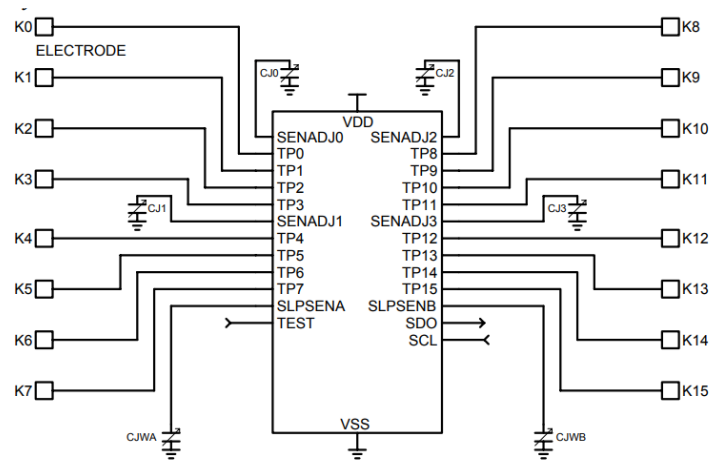 K0
ELECTRODE
K1
K2
K3
K4
K5
K6
K7
CJ0
CJ2
CJ1
CJ3
CJWA
CJWB
VDD
SENADJ0
TP0
TP1
TP2
TP3
SENADJ1
TP4
TP5
TP6
TP7
SLPSENA
TEST
SENADJ2
TP8
TP9
TP10
TP11
SENADJ3
TP12
TP13
TP14
TP15
SLPSENB
SDO
SCL
VSS
K8
K9
K10
K11
K12
K13
K14
K15